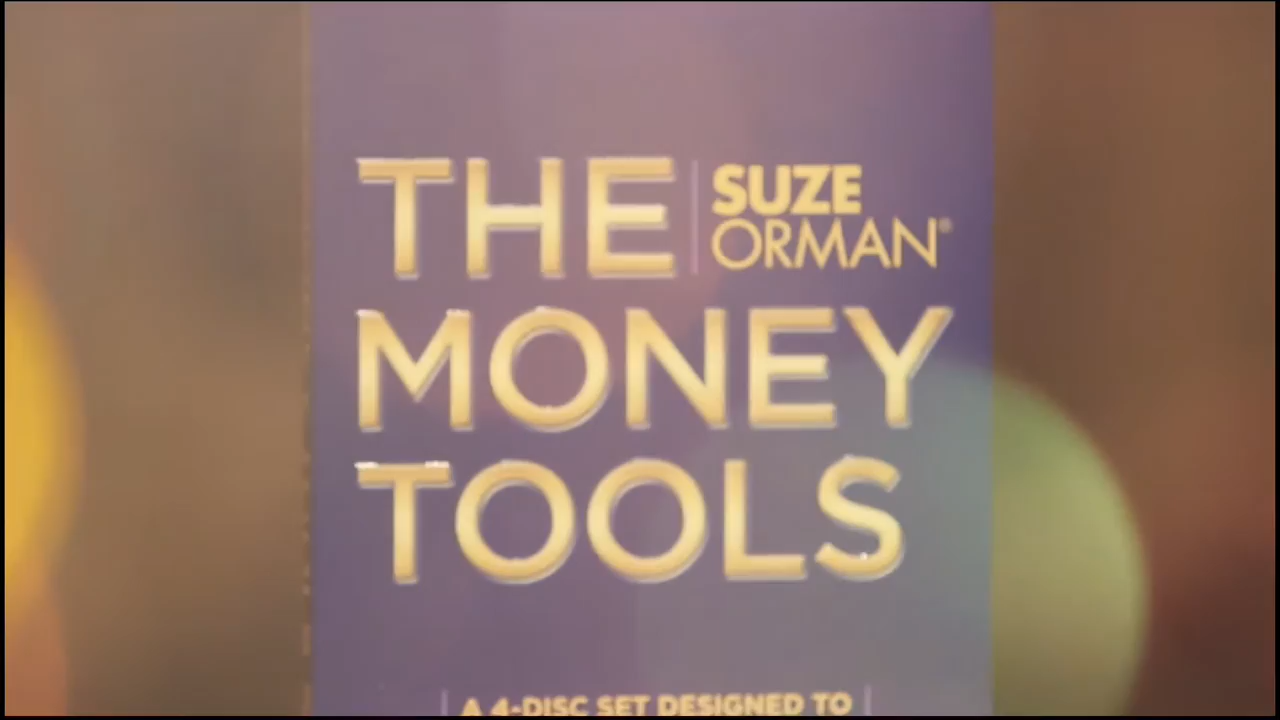 THE
SUZE
ORMAN®
MONEY
TOOLS
A 4-DISC SET DESIGNED TO